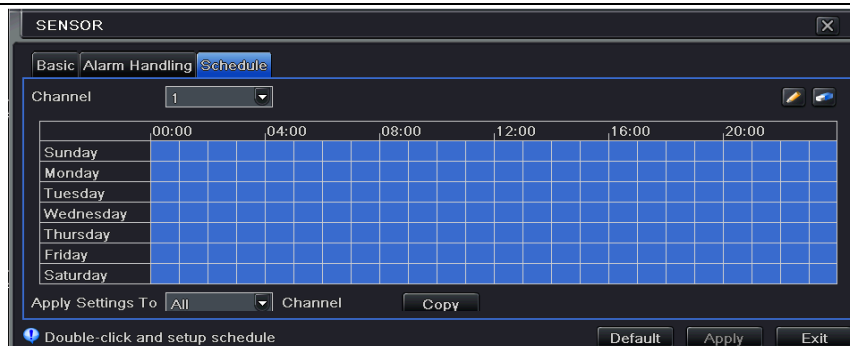 SENSOR
Basic Alarm Handling Schedule
Channel 1
00:00 04:00 08:00 12:00 16:00 20:00
Sunday
Monday
Tuesday
Wednesday
Thursday
Friday
Saturday
Apply Settings To All Channel Copy
Double-click and setup schedule Default Apply Exit